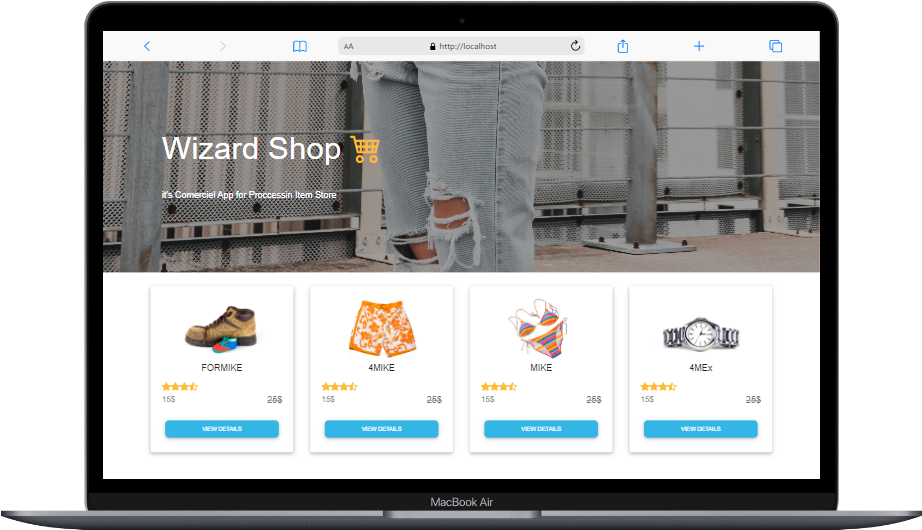 AA http://localhost
Wizard Shop
it's Comerciel App for Proccessin Item Store
FORMIKE 4MIKE MIKE 4MEx
15$ 25$ 15$ 25$ 15$ 25$ 15$ 25$
VIEW DETAILS VIEW DETAILS VIEW DETAILS VIEW DETAILS
MacBook Air